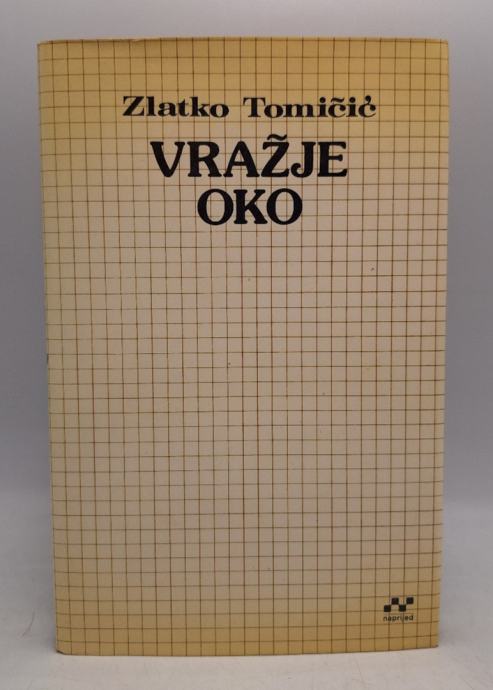 Zlatko Tomičić
VRAŽJE
OKO
naprijed